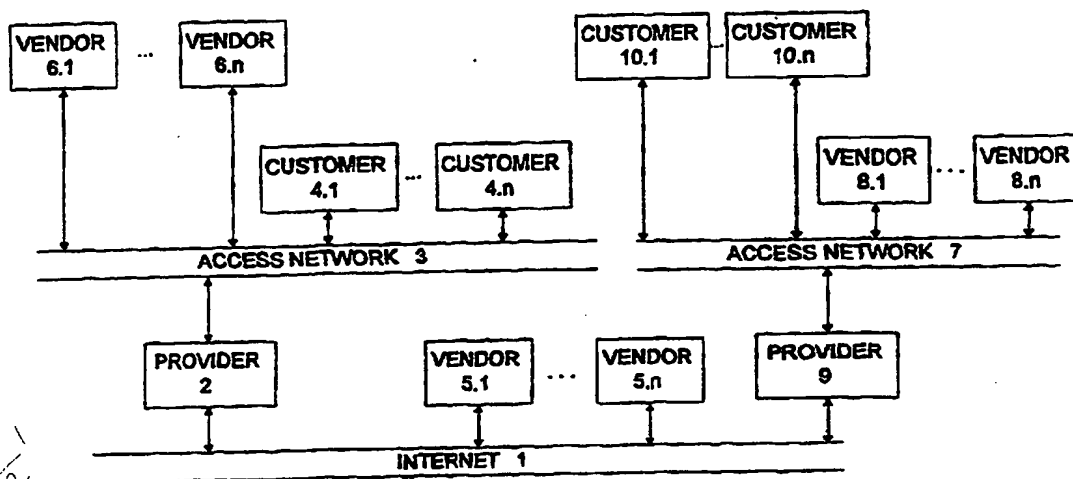 VENDOR
6.1
...
VENDOR
6.n
CUSTOMER
10.1
CUSTOMER
10.n
CUSTOMER
4.1
...
CUSTOMER
4.n
VENDOR
8.1
...
VENDOR
8.n
ACCESS NETWORK 3
ACCESS NETWORK 7
PROVIDER
2
VENDOR
5.1
...
VENDOR
5.n
PROVIDER
9
INTERNET 1